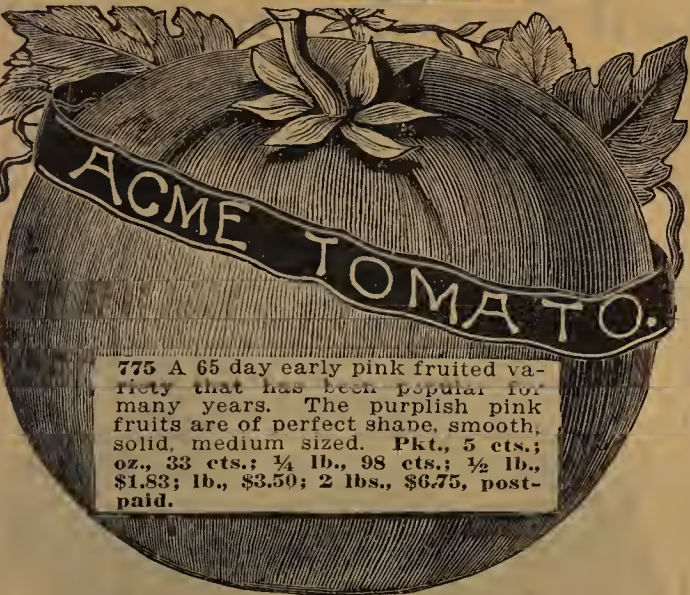 ACME TOMATO.
775 A 65 day early pink fruited va-
riety that has been popular for
many years. The purplish pink
fruits are of perfect shape, smooth,
solid, medium sized. Pkt., 5 cts.;
oz., 33 cts.; ¼ lb., 98 cts.; ½ lb.,
$1.83; lb., $3.50; 2 lbs., $6.75, post-
paid.